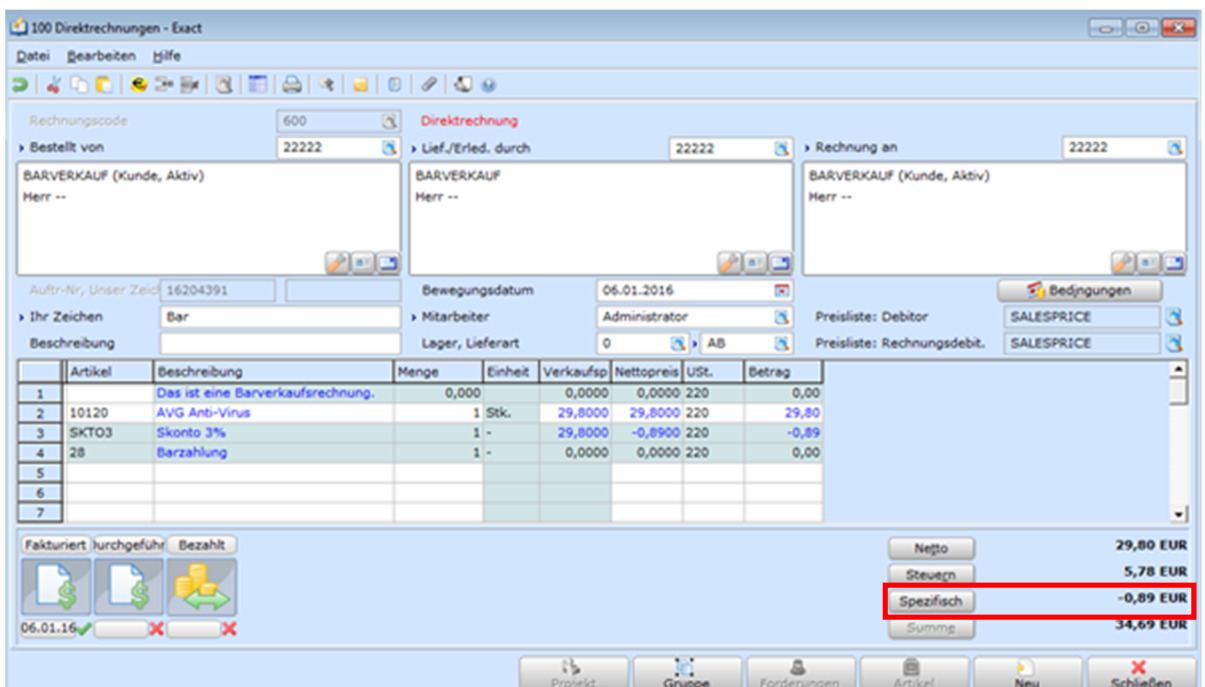 100 Direktrechnungen - Exact
Datei Bearbeiten Hilfe
Rechnungscode 600 Direktrechnung
Bestellt von 22222 Lief./Erled. durch 22222 Rechnung an 22222
BARVERKAUF (Kunde, Aktiv) BARVERKAUF BARVERKAUF (Kunde, Aktiv)
Herr -- Herr -- Herr --
Auftr-Nr, Unser Zeich 16204391 Bewegungsdatum 06.01.2016 Bedingungen
Ihr Zeichen Bar Mitarbeiter Administrator Preisliste: Debitor SALESPRICE
Beschreibung Lager, Lieferart 0 AB Preisliste: Rechnungsdebit. SALESPRICE
Artikel Beschreibung Menge Einheit Verkaufsp Nettopreis USt. Betrag
1 Das ist eine Barverkaufsrechnung. 0,000 0,0000 0,0000 220 0,00
2 10120 AVG Anti-Virus 1 Stk. 29,8000 29,8000 220 29,80
3 SKTO3 Skonto 3% 1 - 29,8000 -0,8900 220 -0,89
4 28 Barzahlung 1 - 0,0000 0,0000 220 0,00
5
6
7
Fakturiert Durchgeführ Bezahlt Netto 29,80 EUR
Steuern 5,78 EUR
Spezifisch -0,89 EUR
06.01.16 Summe 34,69 EUR
Projekt Gruppe Forderungen Artikel Neu Schließen